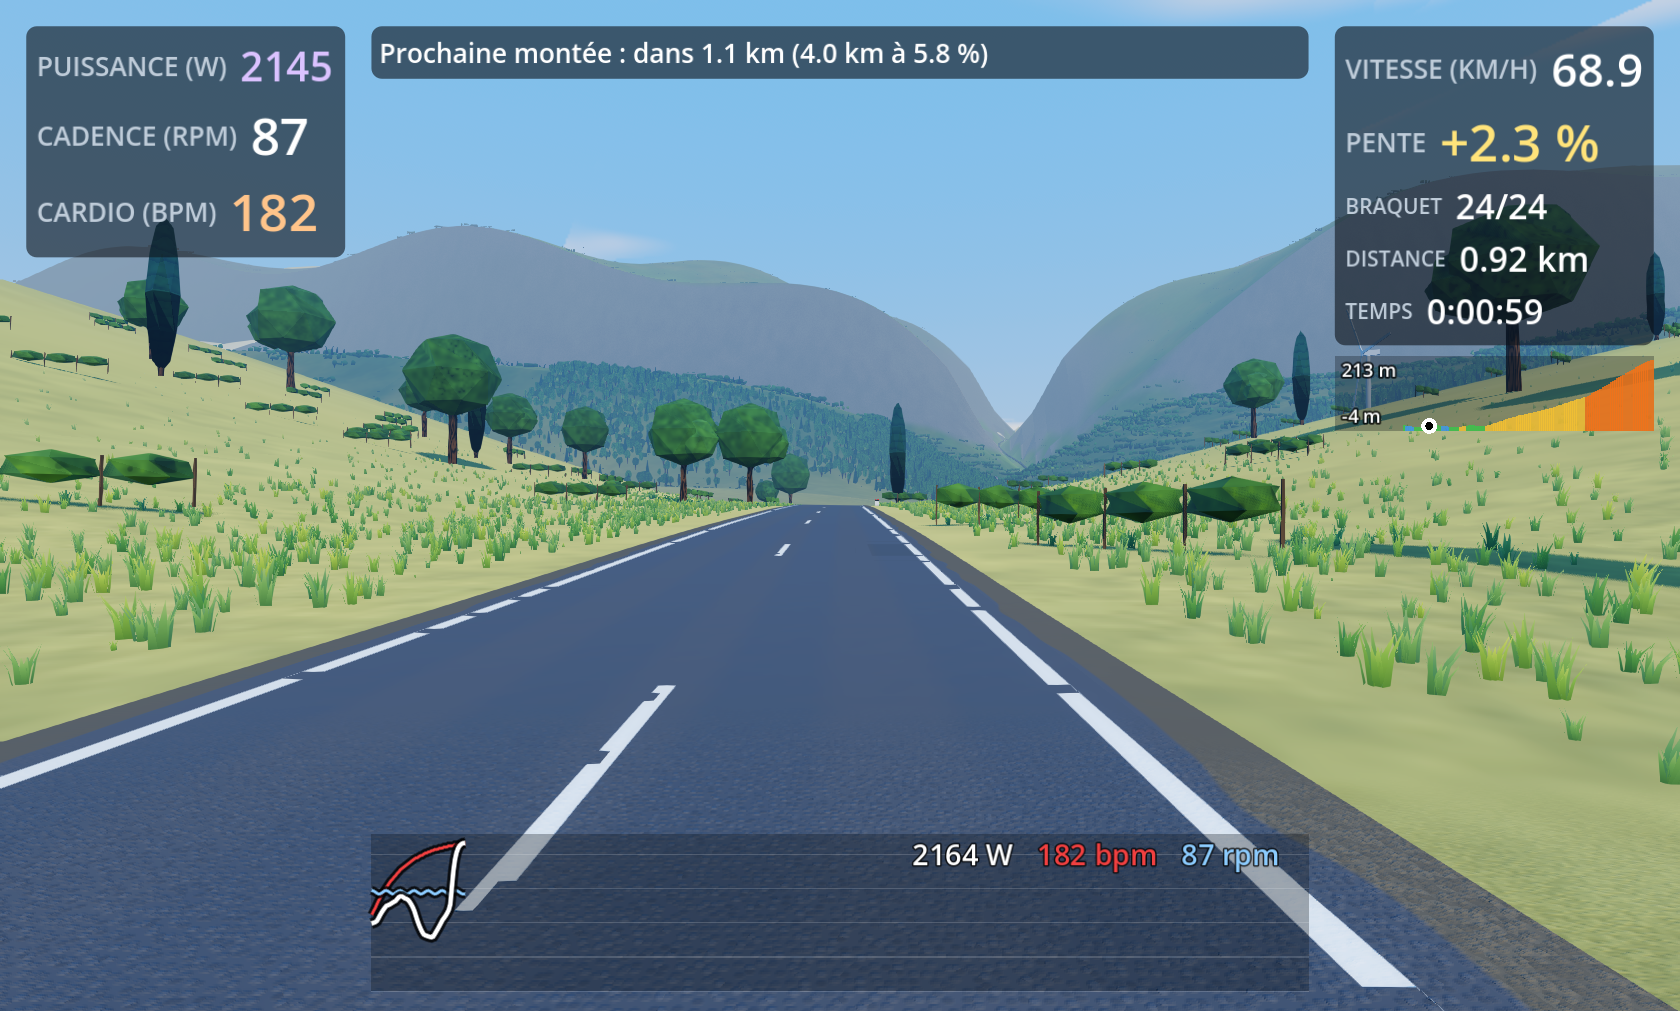 PUISSANCE (W) 2145
CADENCE (RPM) 87
CARDIO (BPM) 182
Prochaine montée : dans 1.1 km (4.0 km à 5.8 %)
VITESSE (KM/H) 68.9
PENTE +2.3 %
BRAQUET 24/24
DISTANCE 0.92 km
TEMPS 0:00:59
213 m
-4 m
2164 W 182 bpm 87 rpm